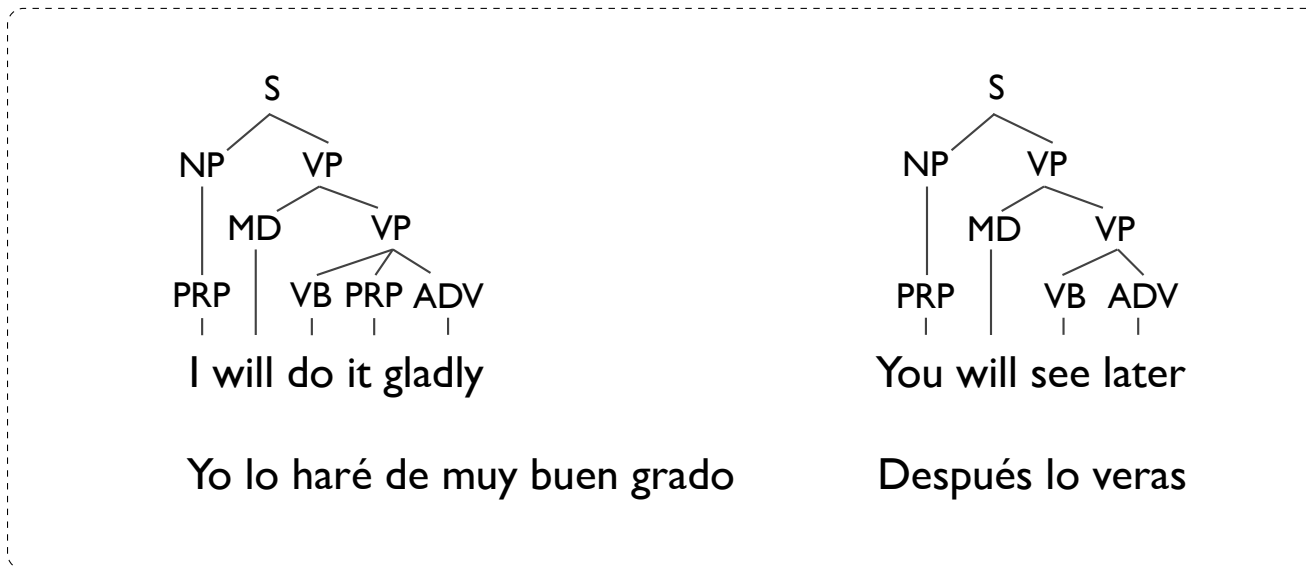 S S
NP VP NP VP
MD VP MD VP
PRP VB PRP ADV PRP VB ADV
I will do it gladly You will see later
Yo lo haré de muy buen grado Después lo veras